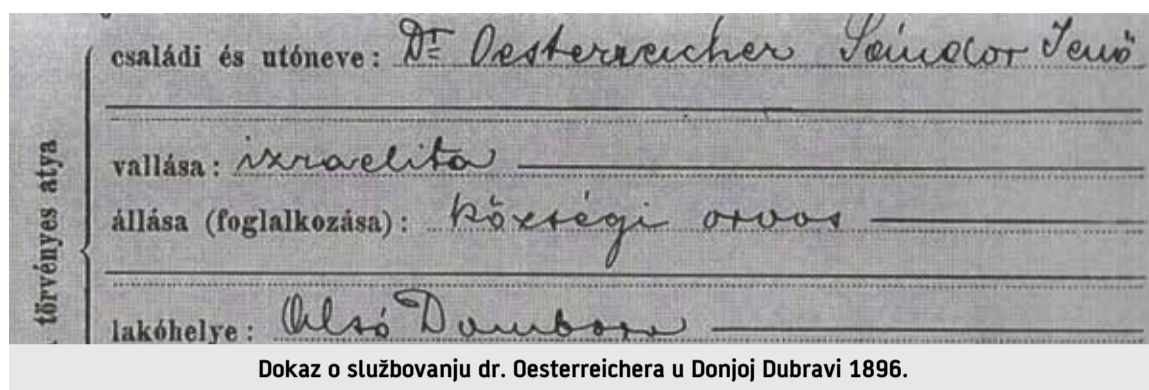 törvényes atya
családi és utóneve: Dr Oesterreicher Sándor Jenő
vallása: izraelita
állása (foglalkozása): községi orvos
lakóhelye: Alsó Domboru
Dokaz o službovanju dr. Oesterreichera u Donjoj Dubravi 1896.